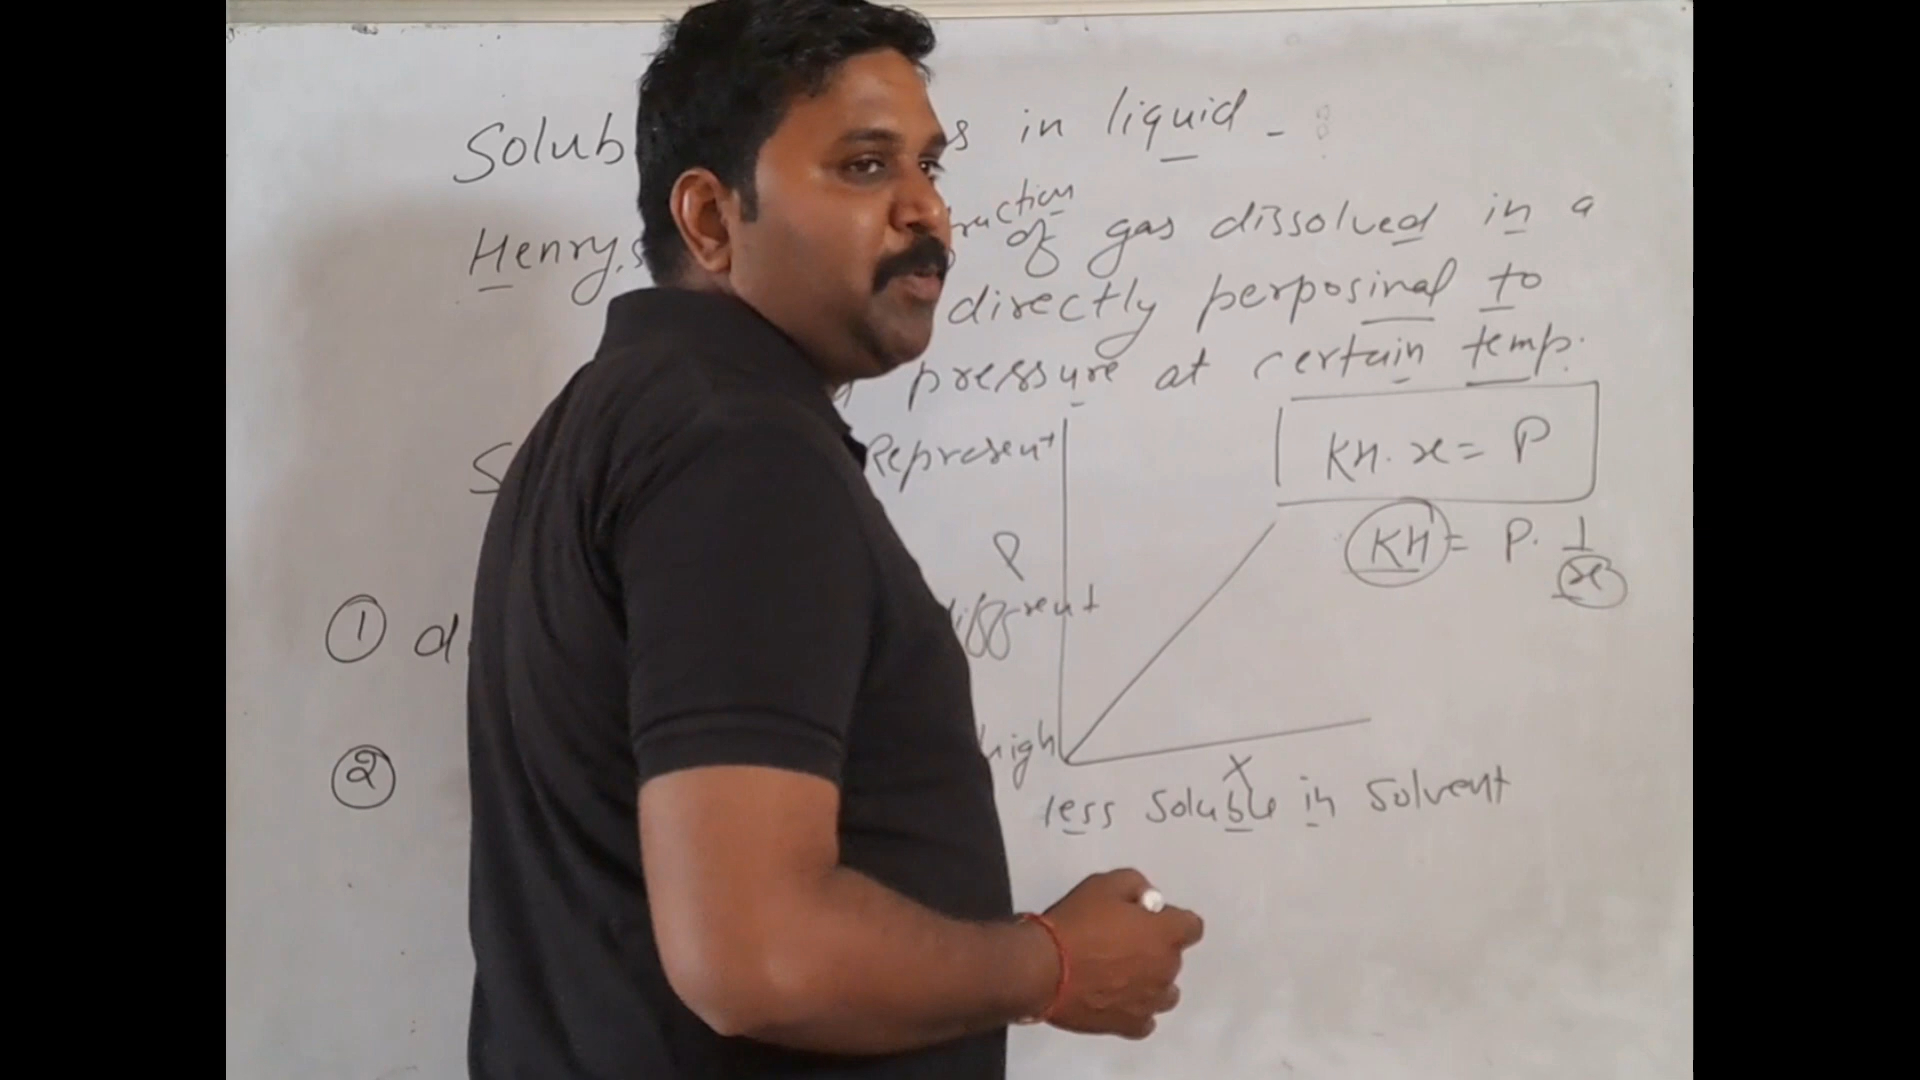 Solub s in liquid -:
Henry,s raction of gas dissolved in a
directly perposinal to
pressure at certain temp.
S Represent KH. x = P
P KH = P. 1/x
① d different
② high
X
less soluble in solvent